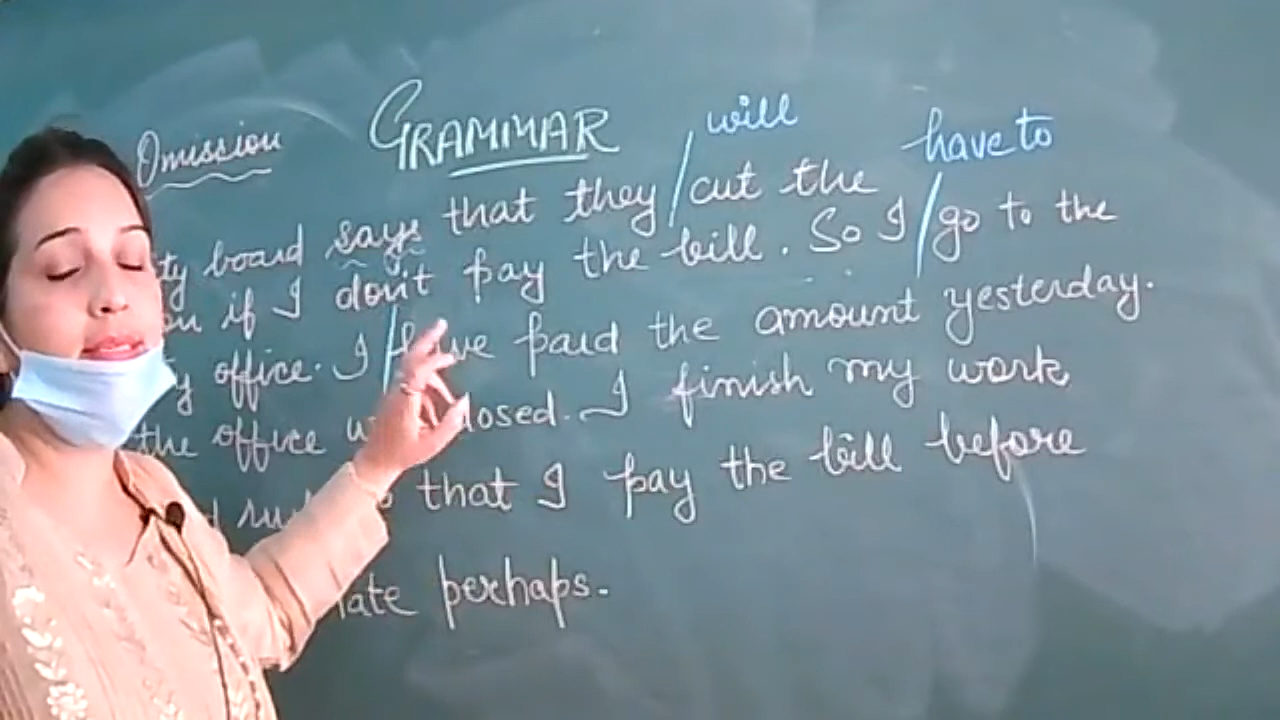 Omission
GRAMMAR
will
have to
ty board says that they / cut the
if I don't pay the bill. So I / go to the
office. I / have paid the amount yesterday.
the office closed. I finish my work
that I pay the bill before
late perhaps.